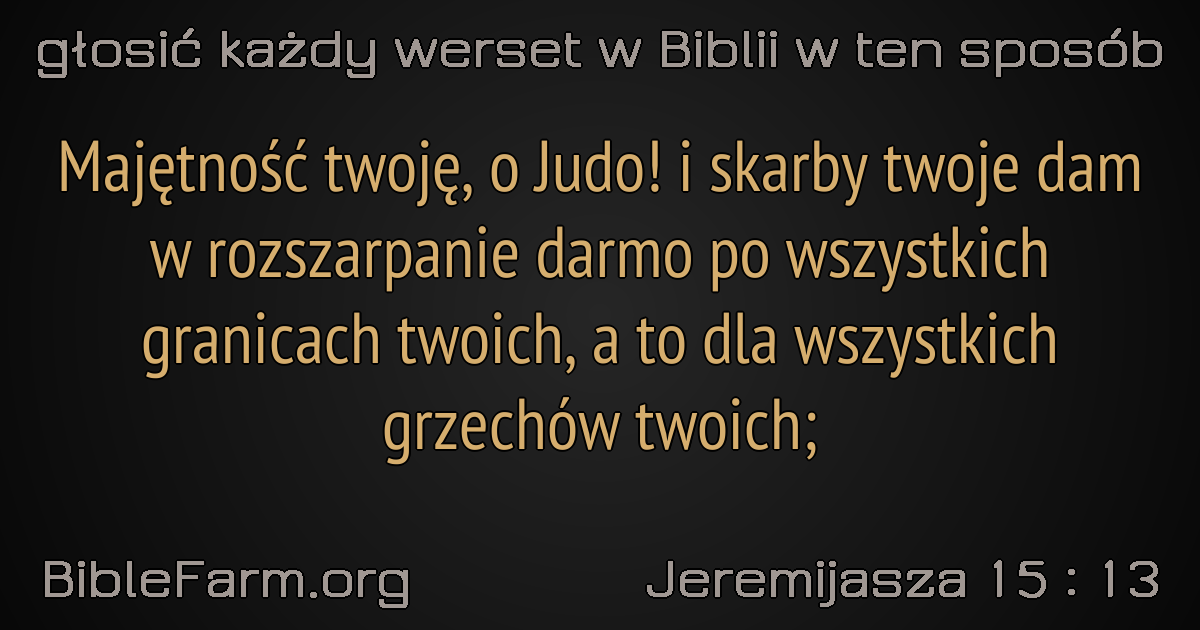 głosić każdy werset w Biblii w ten sposób
Majętność twoję, o Judo! i skarby twoje dam
w rozszarpanie darmo po wszystkich
granicach twoich, a to dla wszystkich
grzechów twoich;
BibleFarm.org
Jeremijasza 15 : 13